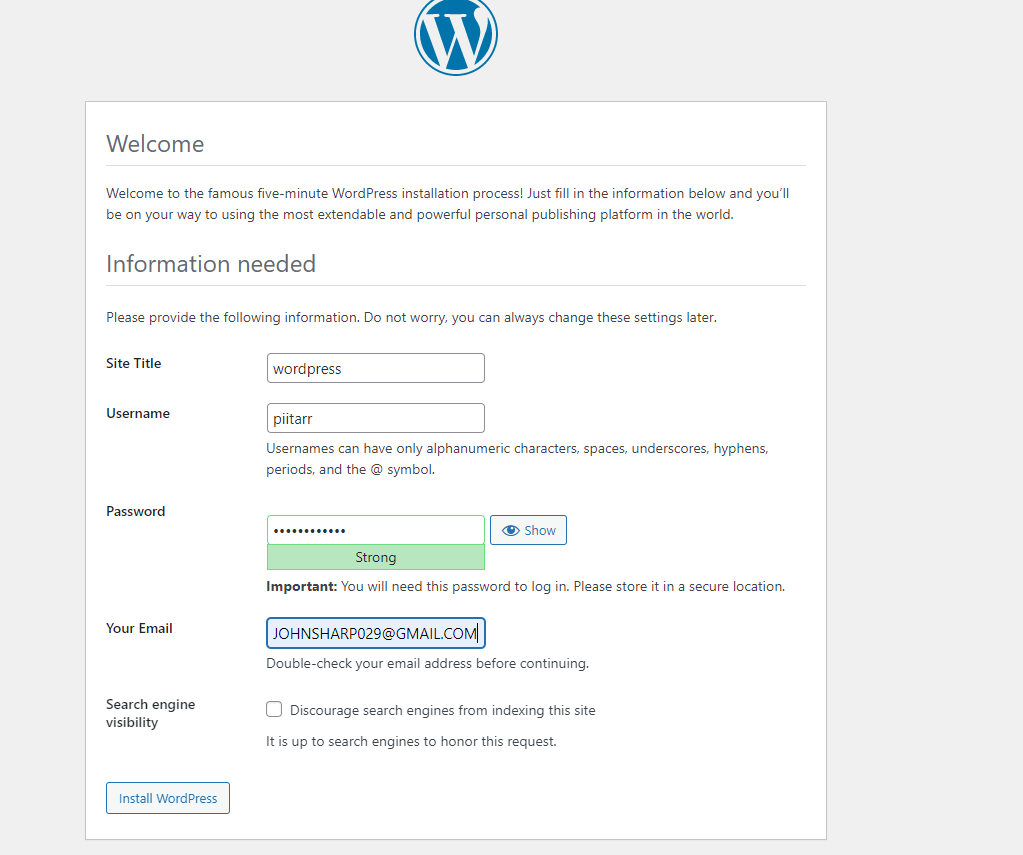 Welcome
Welcome to the famous five-minute WordPress installation process! Just fill in the information below and you’ll
be on your way to using the most extendable and powerful personal publishing platform in the world.
Information needed
Please provide the following information. Do not worry, you can always change these settings later.
Site Title
wordpress
Username
piitarr
Usernames can have only alphanumeric characters, spaces, underscores, hyphens,
periods, and the @ symbol.
Password
••••••••••••
Show
Strong
Important: You will need this password to log in. Please store it in a secure location.
Your Email
JOHNSHARP029@GMAIL.COM
Double-check your email address before continuing.
Search engine
visibility
Discourage search engines from indexing this site
It is up to search engines to honor this request.
Install WordPress